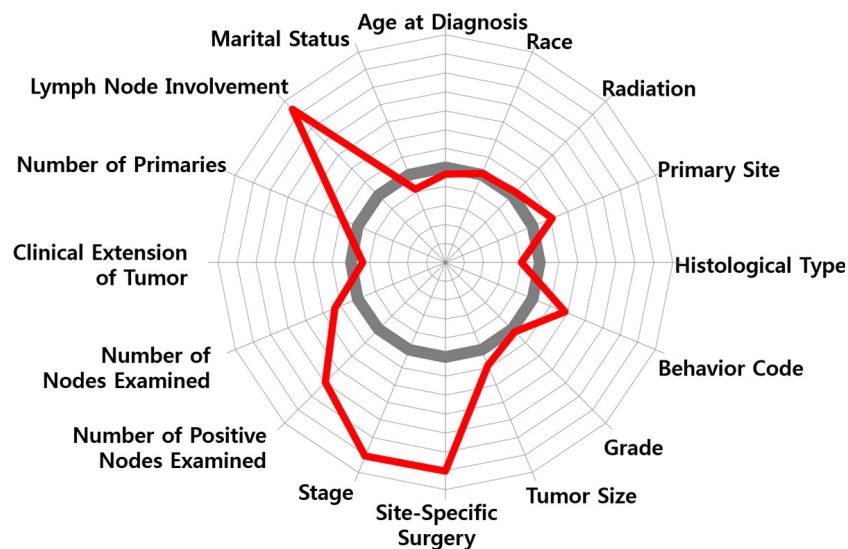 Age at Diagnosis
Race
Radiation
Primary Site
Histological Type
Behavior Code
Grade
Tumor Size
Site-Specific
Surgery
Stage
Number of Positive
Nodes Examined
Number of
Nodes Examined
Clinical Extension
of Tumor
Number of Primaries
Lymph Node Involvement
Marital Status